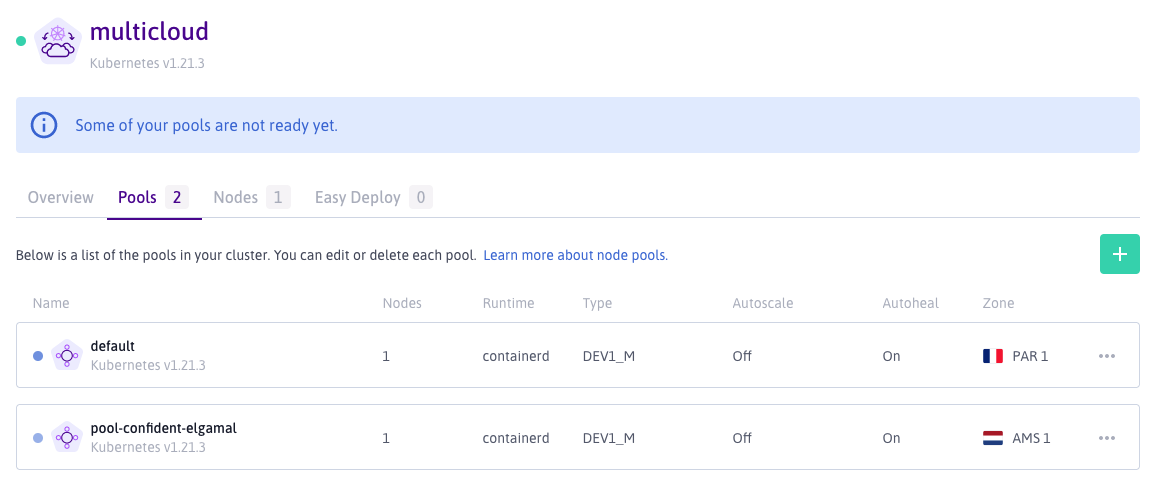 multicloud
Kubernetes v1.21.3
Some of your pools are not ready yet.
Overview Pools 2 Nodes 1 Easy Deploy 0
Below is a list of the pools in your cluster. You can edit or delete each pool. Learn more about node pools.
Name Nodes Runtime Type Autoscale Autoheal Zone
default
Kubernetes v1.21.3
1 containerd DEV1_M Off On PAR 1
pool-confident-elgamal
Kubernetes v1.21.3
1 containerd DEV1_M Off On AMS 1